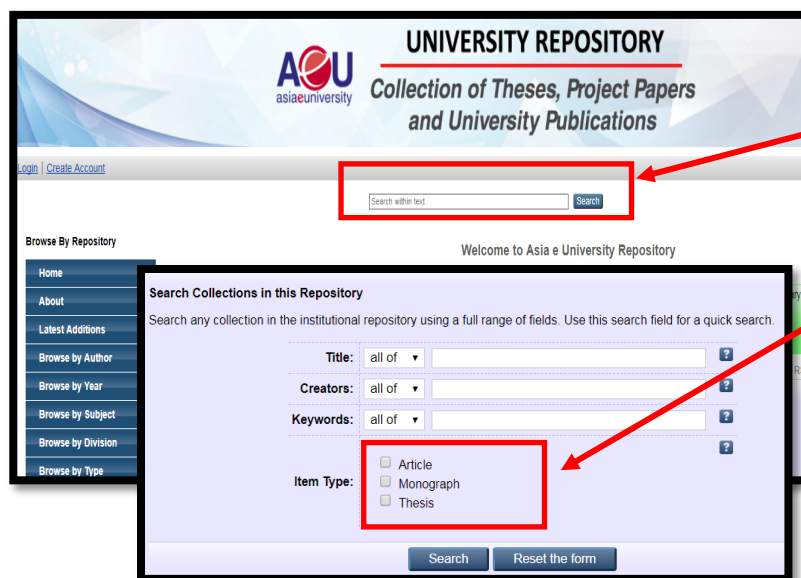 AeU
asiaeuniversity
UNIVERSITY REPOSITORY
Collection of Theses, Project Papers
and University Publications
Login | Create Account
Search within text
Search
Browse By Repository
Welcome to Asia e University Repository
Home
About
Latest Additions
Browse by Author
Browse by Year
Browse by Subject
Browse by Division
Browse by Type
Search Collections in this Repository
Search any collection in the institutional repository using a full range of fields. Use this search field for a quick search.
Title: all of ▾ ?
Creators: all of ▾ ?
Keywords: all of ▾ ?
Item Type: ?
Article
Monograph
Thesis
Search Reset the form